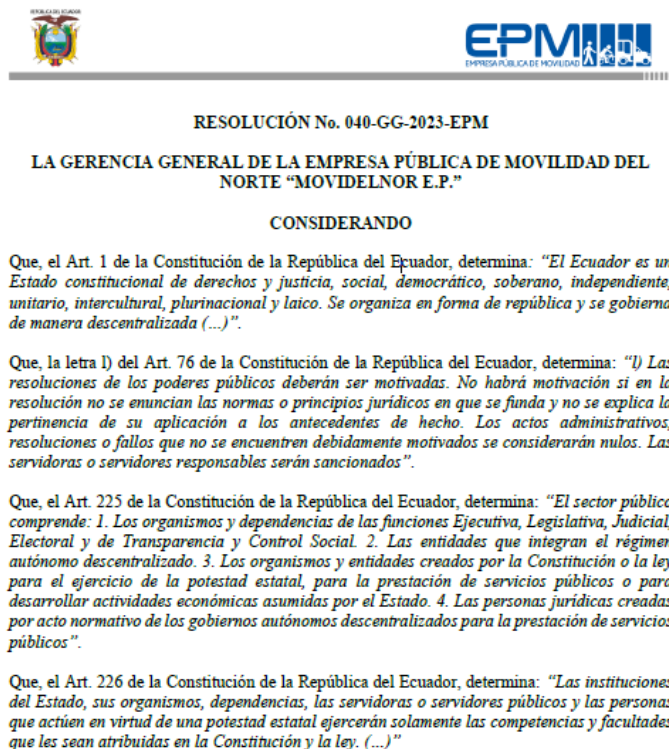 REPÚBLICA DEL ECUADOR
EPM
EMPRESA PÚBLICA DE MOVILIDAD
RESOLUCIÓN No. 040-GG-2023-EPM
LA GERENCIA GENERAL DE LA EMPRESA PÚBLICA DE MOVILIDAD DEL
NORTE “MOVIDELNOR E.P.”
CONSIDERANDO
Que, el Art. 1 de la Constitución de la República del Ecuador, determina: “El Ecuador es un
Estado constitucional de derechos y justicia, social, democrático, soberano, independiente,
unitario, intercultural, plurinacional y laico. Se organiza en forma de república y se gobierna
de manera descentralizada (...)”.
Que, la letra l) del Art. 76 de la Constitución de la República del Ecuador, determina: “l) Las
resoluciones de los poderes públicos deberán ser motivadas. No habrá motivación si en la
resolución no se enuncian las normas o principios jurídicos en que se funda y no se explica la
pertinencia de su aplicación a los antecedentes de hecho. Los actos administrativos,
resoluciones o fallos que no se encuentren debidamente motivados se considerarán nulos. Las
servidoras o servidores responsables serán sancionados”.
Que, el Art. 225 de la Constitución de la República del Ecuador, determina: “El sector público
comprende: 1. Los organismos y dependencias de las funciones Ejecutiva, Legislativa, Judicial,
Electoral y de Transparencia y Control Social. 2. Las entidades que integran el régimen
autónomo descentralizado. 3. Los organismos y entidades creados por la Constitución o la ley
para el ejercicio de la potestad estatal, para la prestación de servicios públicos o para
desarrollar actividades económicas asumidas por el Estado. 4. Las personas jurídicas creadas
por acto normativo de los gobiernos autónomos descentralizados para la prestación de servicios
públicos”.
Que, el Art. 226 de la Constitución de la República del Ecuador, determina: “Las instituciones
del Estado, sus organismos, dependencias, las servidoras o servidores públicos y las personas
que actúen en virtud de una potestad estatal ejercerán solamente las competencias y facultades
que les sean atribuidas en la Constitución y la ley. (...)”